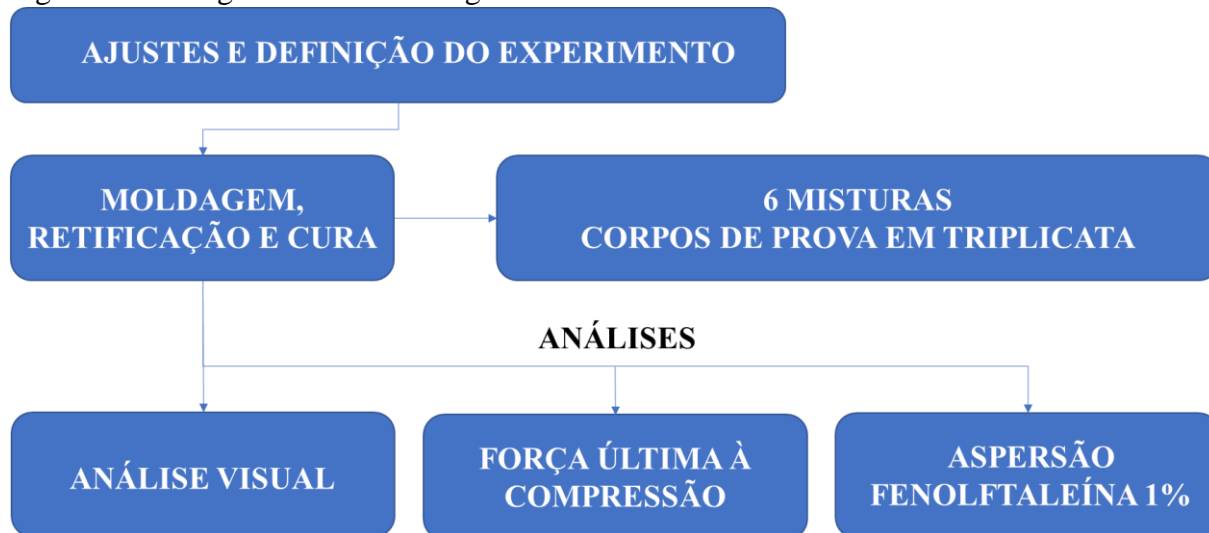 AJUSTES E DEFINIÇÃO DO EXPERIMENTO
MOLDAGEM,
RETIFICAÇÃO E CURA
6 MISTURAS
CORPOS DE PROVA EM TRIPLICATA
ANÁLISES
ANÁLISE VISUAL
FORÇA ÚLTIMA À
COMPRESSÃO
ASPERSÃO
FENOLFTALEÍNA 1%